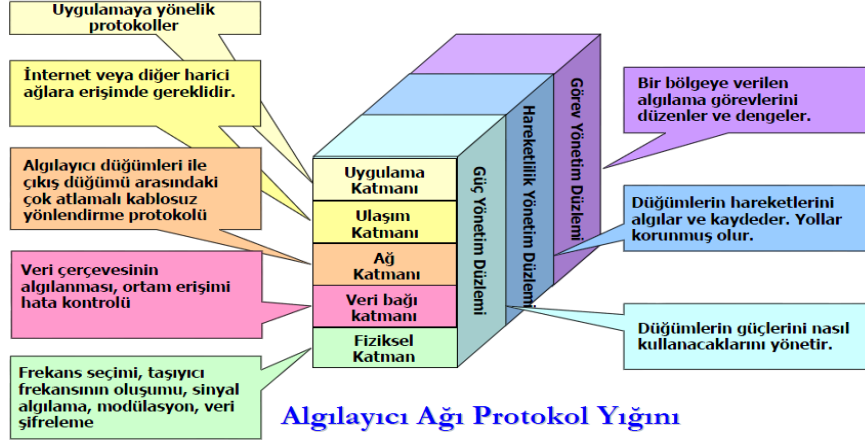 Uygulamaya yönelik
protokoller
İnternet veya diğer harici
ağlara erişimde gereklidir.
Algılayıcı düğümleri ile
çıkış düğümü arasındaki
çok atlamalı kablosuz
yönlendirme protokolü
Veri çerçevesinin
algılanması, ortam erişimi
hata kontrolü
Frekans seçimi, taşıyıcı
frekansının oluşumu, sinyal
algılama, modülasyon, veri
şifreleme
Uygulama
Katmanı
Ulaşım
Katmanı
Ağ
Katmanı
Veri bağı
katmanı
Fiziksel
Katman
Güç Yönetim Düzlemi
Hareketlilik Yönetim Düzlemi
Görev Yönetim Düzlemi
Bir bölgeye verilen
algılama görevlerini
düzenler ve dengeler.
Düğümlerin hareketlerini
algılar ve kaydeder. Yollar
korunmuş olur.
Düğümlerin güçlerini nasıl
kullanacaklarını yönetir.
Algılayıcı Ağı Protokol Yığını